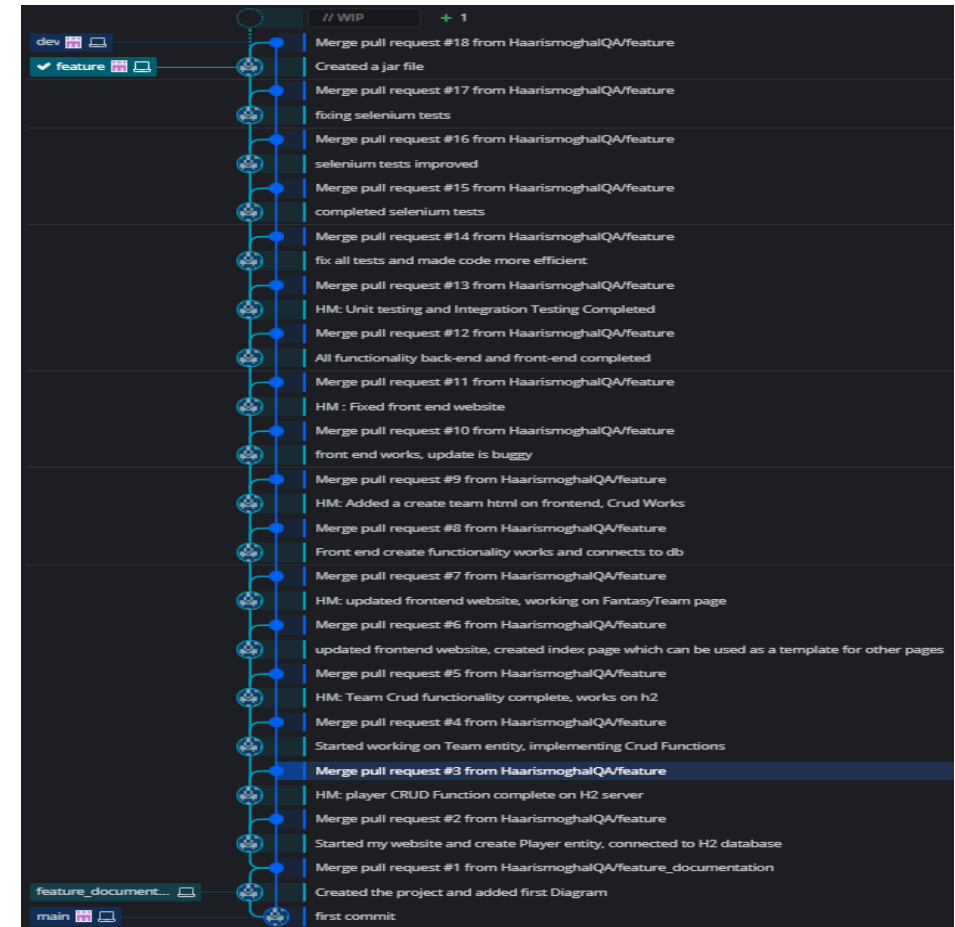 // WIP + 1
dev Merge pull request #18 from HaarismoghalQA/feature
feature Created a jar file
Merge pull request #17 from HaarismoghalQA/feature
fixing selenium tests
Merge pull request #16 from HaarismoghalQA/feature
selenium tests improved
Merge pull request #15 from HaarismoghalQA/feature
completed selenium tests
Merge pull request #14 from HaarismoghalQA/feature
fix all tests and made code more efficient
Merge pull request #13 from HaarismoghalQA/feature
HM: Unit testing and Integration Testing Completed
Merge pull request #12 from HaarismoghalQA/feature
All functionality back-end and front-end completed
Merge pull request #11 from HaarismoghalQA/feature
HM : Fixed front end website
Merge pull request #10 from HaarismoghalQA/feature
front end works, update is buggy
Merge pull request #9 from HaarismoghalQA/feature
HM: Added a create team html on frontend, Crud Works
Merge pull request #8 from HaarismoghalQA/feature
Front end create functionality works and connects to db
Merge pull request #7 from HaarismoghalQA/feature
HM: updated frontend website, working on FantasyTeam page
Merge pull request #6 from HaarismoghalQA/feature
updated frontend website, created index page which can be used as a template for other pages
Merge pull request #5 from HaarismoghalQA/feature
HM: Team Crud functionality complete, works on h2
Merge pull request #4 from HaarismoghalQA/feature
Started working on Team entity, implementing Crud Functions
Merge pull request #3 from HaarismoghalQA/feature
HM: player CRUD Function complete on H2 server
Merge pull request #2 from HaarismoghalQA/feature
Started my website and create Player entity, connected to H2 database
Merge pull request #1 from HaarismoghalQA/feature_documentation
feature_document... Created the project and added first Diagram
main first commit